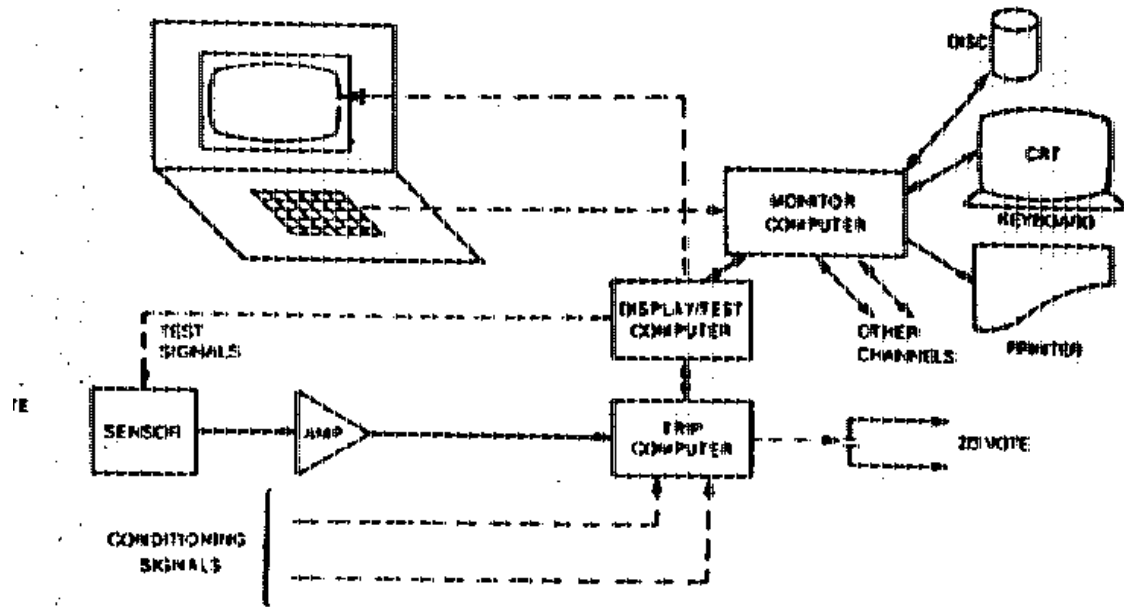 DISC
CRT
KEYBOARD
MONITOR
COMPUTER
DISPLAY/TEST
COMPUTER
TEST
SIGNALS
OTHER
CHANNELS
PRINTER
TE
SENSOR
AMP
TRIP
COMPUTER
2/3 VOTE
CONDITIONING
SIGNALS